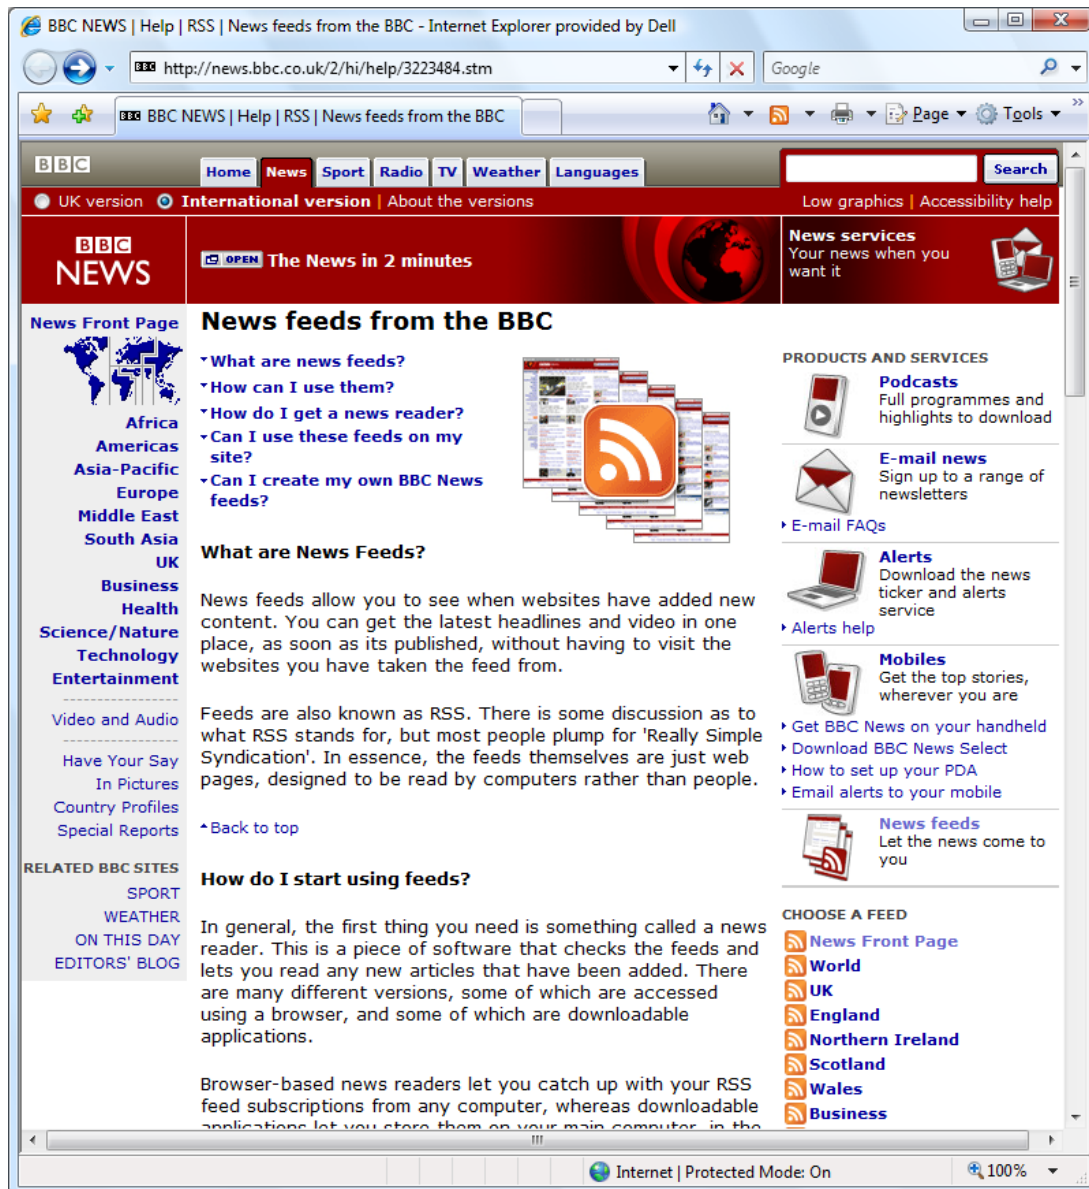 BBC NEWS | Help | RSS | News feeds from the BBC - Internet Explorer provided by Dell
BBC http://news.bbc.co.uk/2/hi/help/3223484.stm
Google
BBC BBC NEWS | Help | RSS | News feeds from the BBC
Page
Tools
BBC
Home News Sport Radio TV Weather Languages
Search
UK version International version | About the versions
Low graphics | Accessibility help
BBC
NEWS
OPEN The News in 2 minutes
News services
Your news when you
want it
News Front Page
Africa
Americas
Asia-Pacific
Europe
Middle East
South Asia
UK
Business
Health
Science/Nature
Technology
Entertainment
Video and Audio
Have Your Say
In Pictures
Country Profiles
Special Reports
RELATED BBC SITES
SPORT
WEATHER
ON THIS DAY
EDITORS' BLOG
News feeds from the BBC
What are news feeds?
How can I use them?
How do I get a news reader?
Can I use these feeds on my
site?
Can I create my own BBC News
feeds?
What are News Feeds?
News feeds allow you to see when websites have added new
content. You can get the latest headlines and video in one
place, as soon as its published, without having to visit the
websites you have taken the feed from.
Feeds are also known as RSS. There is some discussion as to
what RSS stands for, but most people plump for 'Really Simple
Syndication'. In essence, the feeds themselves are just web
pages, designed to be read by computers rather than people.
Back to top
How do I start using feeds?
In general, the first thing you need is something called a news
reader. This is a piece of software that checks the feeds and
lets you read any new articles that have been added. There
are many different versions, some of which are accessed
using a browser, and some of which are downloadable
applications.
Browser-based news readers let you catch up with your RSS
feed subscriptions from any computer, whereas downloadable
applications let you store them on your main computer, in the
PRODUCTS AND SERVICES
Podcasts
Full programmes and
highlights to download
E-mail news
Sign up to a range of
newsletters
E-mail FAQs
Alerts
Download the news
ticker and alerts
service
Alerts help
Mobiles
Get the top stories,
wherever you are
Get BBC News on your handheld
Download BBC News Select
How to set up your PDA
Email alerts to your mobile
News feeds
Let the news come to
you
CHOOSE A FEED
News Front Page
World
UK
England
Northern Ireland
Scotland
Wales
Business
Internet | Protected Mode: On
100%